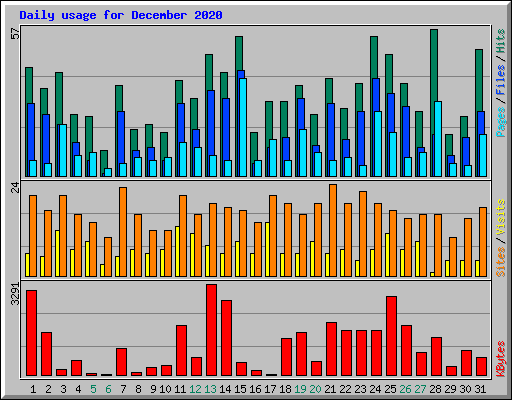 Daily usage for December 2020
57
Pages / Files / Hits
24
Sites / Visits
3291
KBytes
1 2 3 4 5 6 7 8 9 10 11 12 13 14 15 16 17 18 19 20 21 22 23 24 25 26 27 28 29 30 31